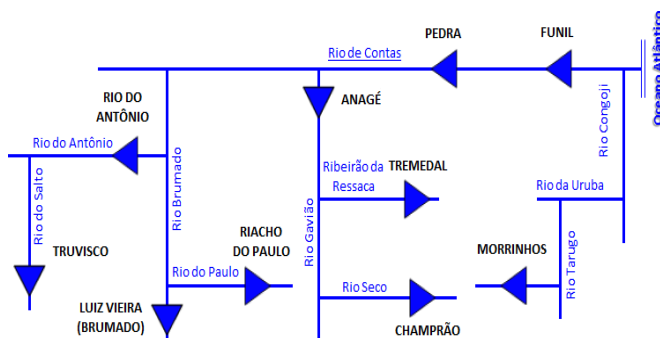 PEDRA
FUNIL
Rio de Contas
Oceano Atlântico
RIO DO
ANTÔNIO
ANAGÉ
Rio Congoji
Rio do Antônio
Rio do Salto
Rio Brumado
Ribeirão da
Ressaca
TREMEDAL
Rio da Uruba
Rio Gavião
TRUVISCO
RIACHO
DO PAULO
MORRINHOS
Rio Tarugo
Rio do Paulo
Rio Seco
LUIZ VIEIRA
(BRUMADO)
CHAMPRÃO